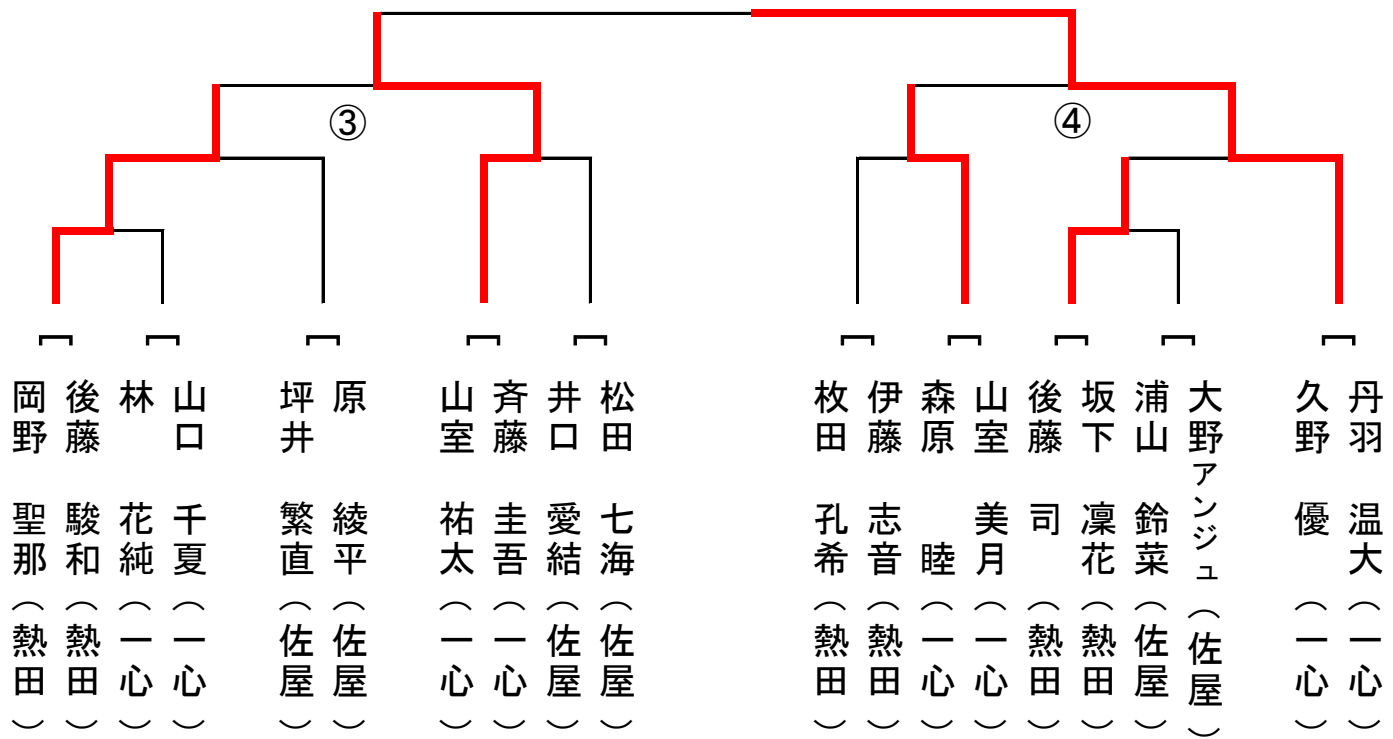 ③
④
岡野 聖那（熱田）
後藤 駿和（熱田）
林 花純（一心）
山口 千夏（一心）
坪井 繁直（佐屋）
原 綾平（佐屋）
山室 祐太（一心）
斉藤 圭吾（一心）
井口 愛結（佐屋）
松田 七海（佐屋）
枚田 孔希（熱田）
伊藤 志音（熱田）
森原 睦（一心）
山室 美月（一心）
後藤 司（熱田）
坂下 凜花（熱田）
浦山 鈴菜（佐屋）
大野アンジュ（佐屋）
久野 優（一心）
丹羽 温大（一心）